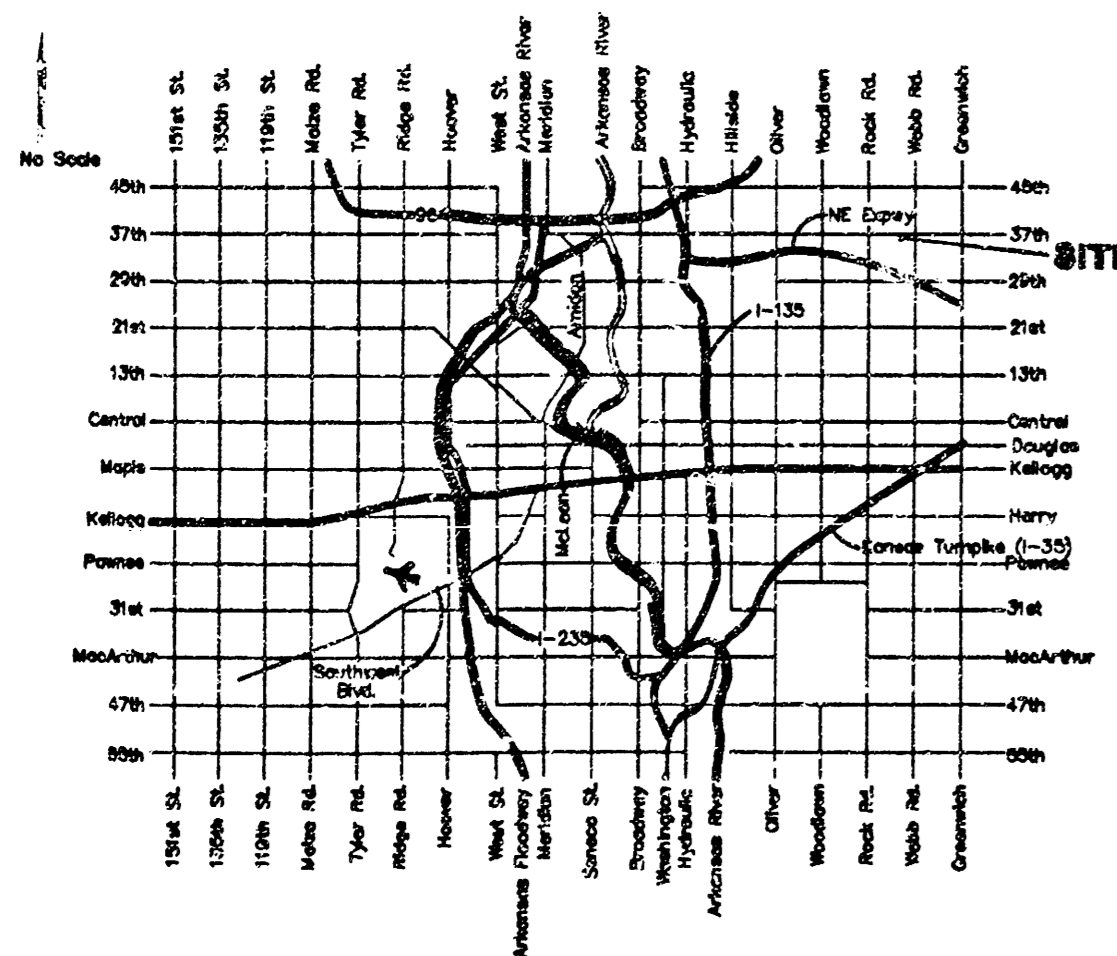 No Scale
151st St.
135th St.
119th St.
Maize Rd.
Tyler Rd.
Ridge Rd.
Hoover
West St.
Arkansas River
Meridian
Arkansas River
Broadway
Hydraulic
Hillside
Oliver
Woodlawn
Rock Rd.
Webb Rd.
Greenwich
45th
45th
96
NE Expwy
37th
37th
SITE
29th
29th
Amidon
I-135
21st
21st
13th
13th
Central
Central
Douglas
Maple
Kellogg
McLean
Kellogg
Harry
Kansas Turnpike (I-35)
Pawnee
Pawnee
31st
31st
I-235
MacArthur
MacArthur
Southwest
Blvd.
47th
47th
55th
55th
151st St.
135th St.
119th St.
Maize Rd.
Tyler Rd.
Ridge Rd.
Hoover
West St.
Arkansas Floodway
Meridian
Seneca St.
Broadway
Washington
Hydraulic
Arkansas River
Oliver
Woodlawn
Rock Rd.
Webb Rd.
Greenwich